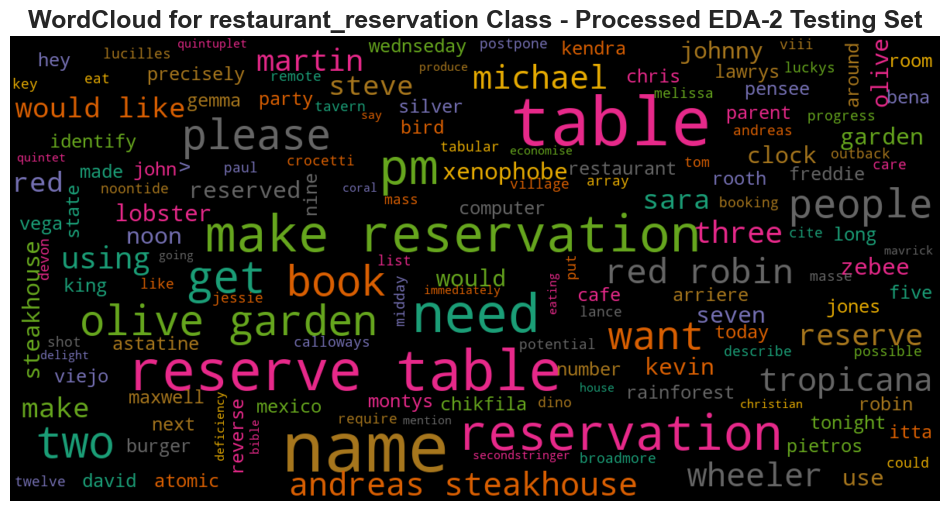 WordCloud for restaurant_reservation Class - Processed EDA-2 Testing Set
hey
lucilles
quintuplet
wednseday
postpone
kendra
johnny
viii
key
eat
precisely
martin
remote
steve
produce
michael
chris
lawrys
luckys
around
olive
room
would like
gemma
party
tavern
say
silver
melissa
pensee
bena
identify
please
bird
table
parent
progress
andreas
garden
quintet
made
john
>
paul
crocetti
pm
tabular
economise
xenophobe
restaurant
tom
clock
outback
care
red
noontide
reserved
nine
coral
mass
village
array
rooth
freddie
state
lobster
computer
sara
booking
people
vega
noon
make reservation
three
cite
long
devon
using
going
get
book
list
would
put
red robin
masse
mavrick
zebee
steakhouse
king
like
jessie
midday
immediately
eating
cafe
arriere
five
olive garden
need
lance
seven
jones
shot
astatine
calloways
potential
want
today
reserve
delight
viejo
reserve table
number
kevin
describe
possible
house
rainforest
tropicana
maxwell
mexico
montys
chikfila
dino
christian
robin
make
next
reverse
deficiency
bible
name
require
mention
reservation
tonight
itta
two
burger
secondstringer
broadmore
pietros
could
twelve
david
atomic
andreas steakhouse
wheeler
use